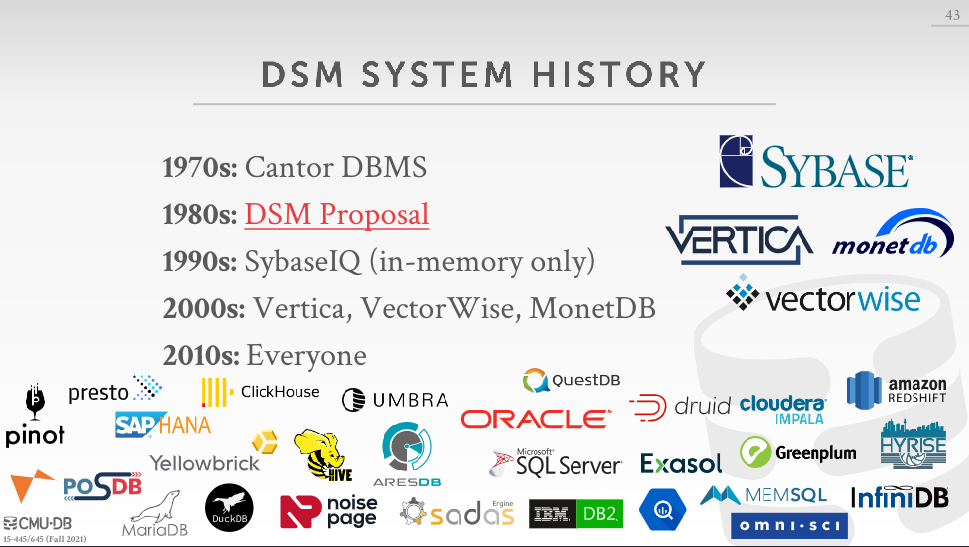 43
DSM SYSTEM HISTORY
1970s: Cantor DBMS
1980s: DSM Proposal
1990s: SybaseIQ (in-memory only)
2000s: Vertica, VectorWise, MonetDB
2010s: Everyone
SYBASE
VERTICA
monetdb
vectorwise
QuestDB
presto
ClickHouse
UMBRA
amazon
REDSHIFT
pinot
SAP HANA
ORACLE
druid
cloudera
IMPALA
Yellowbrick
HIVE
ARESDB
Microsoft
SQL Server
Exasol
Greenplum
HYRISE
PosDB
MariaDB
DuckDB
noise
page
Engine
sadas
IBM DB2
MEMSQL
InfiniDB
omni·sci
CMU·DB
15-445/645 (Fall 2021)